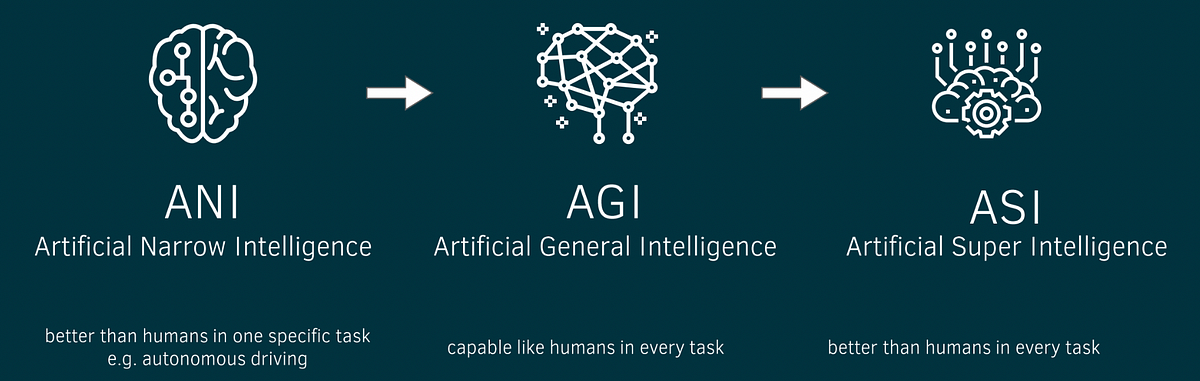 ANI
Artificial Narrow Intelligence
better than humans in one specific task
e.g. autonomous driving
AGI
Artificial General Intelligence
capable like humans in every task
ASI
Artificial Super Intelligence
better than humans in every task